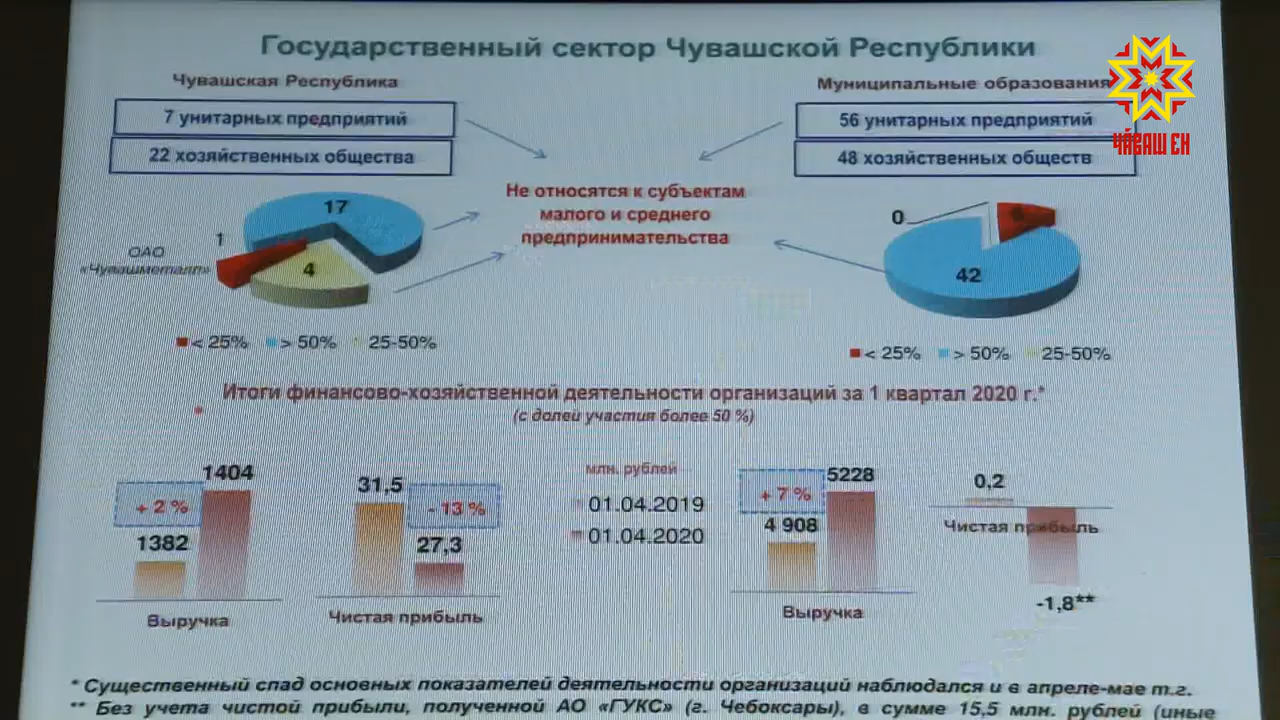 Государственный сектор Чувашской Республики
Чувашская Республика
7 унитарных предприятий
22 хозяйственных общества
Муниципальные образования
56 унитарных предприятий
48 хозяйственных обществ
ЧӐВАШ ЕН
Не относятся к субъектам
малого и среднего
предпринимательства
17
1
4
ОАО
«Чувашметалл»
< 25% > 50% 25-50%
0
6
42
< 25% > 50% 25-50%
Итоги финансово-хозяйственной деятельности организаций за 1 квартал 2020 г.*
*
(с долей участия более 50 %)
+ 2 %
1404
1382
Выручка
31,5
- 13 %
27,3
Чистая прибыль
млн. рублей
01.04.2019
01.04.2020
+ 7 %
5228
4 908
Выручка
0,2
Чистая прибыль
-1,8**
* Существенный спад основных показателей деятельности организаций наблюдался и в апреле-мае т.г.
** Без учета чистой прибыли, полученной АО «ГУКС» (г. Чебоксары), в сумме 15,5 млн. рублей (иные